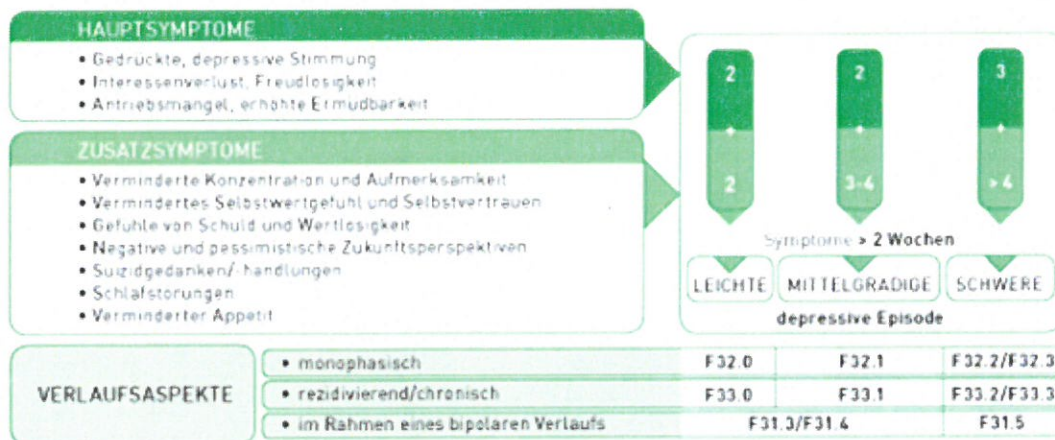 HAUPTSYMPTOME
• Gedrückte, depressive Stimmung
• Interessenverlust, Freudlosigkeit
• Antriebsmangel, erhöhte Ermüdbarkeit
ZUSATZSYMPTOME
• Verminderte Konzentration und Aufmerksamkeit
• Vermindertes Selbstwertgefühl und Selbstvertrauen
• Gefühle von Schuld und Wertlosigkeit
• Negative und pessimistische Zukunftsperspektiven
• Suizidgedanken/-handlungen
• Schlafstörungen
• Verminderter Appetit
2 2 3
+ + +
2 3-4 >4
Symptome > 2 Wochen
LEICHTE MITTELGRADIGE SCHWERE
depressive Episode
VERLAUFSASPEKTE
• monophasisch F32.0 F32.1 F32.2/F32.3
• rezidivierend/chronisch F33.0 F33.1 F33.2/F33.3
• im Rahmen eines bipolaren Verlaufs F31.3/F31.4 F31.5